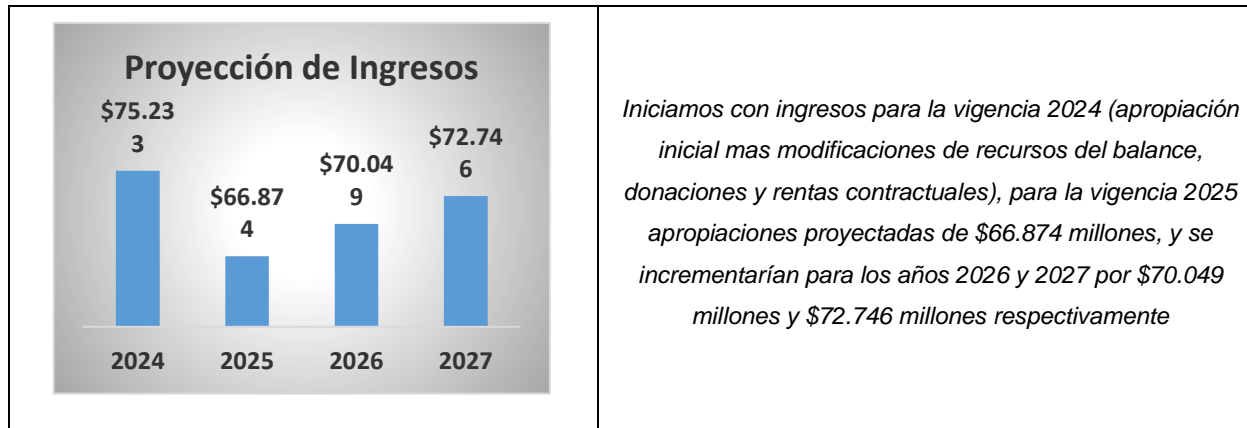 Proyección de Ingresos
$75.23
3
$66.87
4
$70.04
9
$72.74
6
2024 2025 2026 2027
Iniciamos con ingresos para la vigencia 2024 (apropiación
inicial mas modificaciones de recursos del balance,
donaciones y rentas contractuales), para la vigencia 2025
apropiaciones proyectadas de $66.874 millones, y se
incrementarían para los años 2026 y 2027 por $70.049
millones y $72.746 millones respectivamente